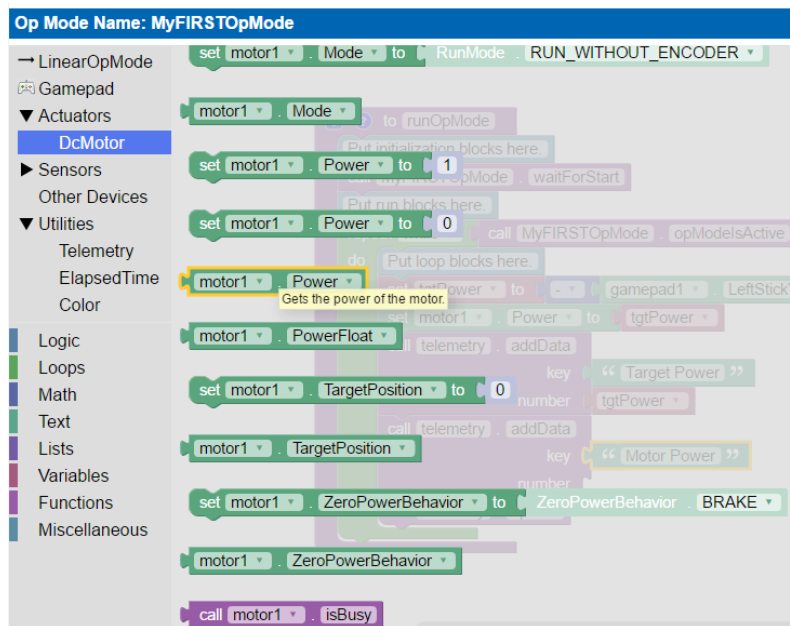 Op Mode Name: MyFIRSTOpMode
LinearOpMode
Gamepad
Actuators
DcMotor
Sensors
Other Devices
Utilities
Telemetry
ElapsedTime
Color
Logic
Loops
Math
Text
Lists
Variables
Functions
Miscellaneous
set motor1 . Mode to RunMode . RUN_WITHOUT_ENCODER
motor1 . Mode
set motor1 . Power to 1
set motor1 . Power to 0
motor1 . Power
Gets the power of the motor.
motor1 . PowerFloat
set motor1 . TargetPosition to 0
motor1 . TargetPosition
set motor1 . ZeroPowerBehavior to ZeroPowerBehavior . BRAKE
motor1 . ZeroPowerBehavior
call motor1 . isBusy
to runOpMode
Put initialization blocks here.
call MyFIRSTOpMode . waitForStart
Put run blocks here.
call MyFIRSTOpMode . opModeIsActive
do Put loop blocks here.
tgtPower to - gamepad1 . LeftStick
set motor1 . Power to tgtPower
call telemetry . addData
key “ Target Power ”
number tgtPower
call telemetry . addData
key “ Motor Power ”
number